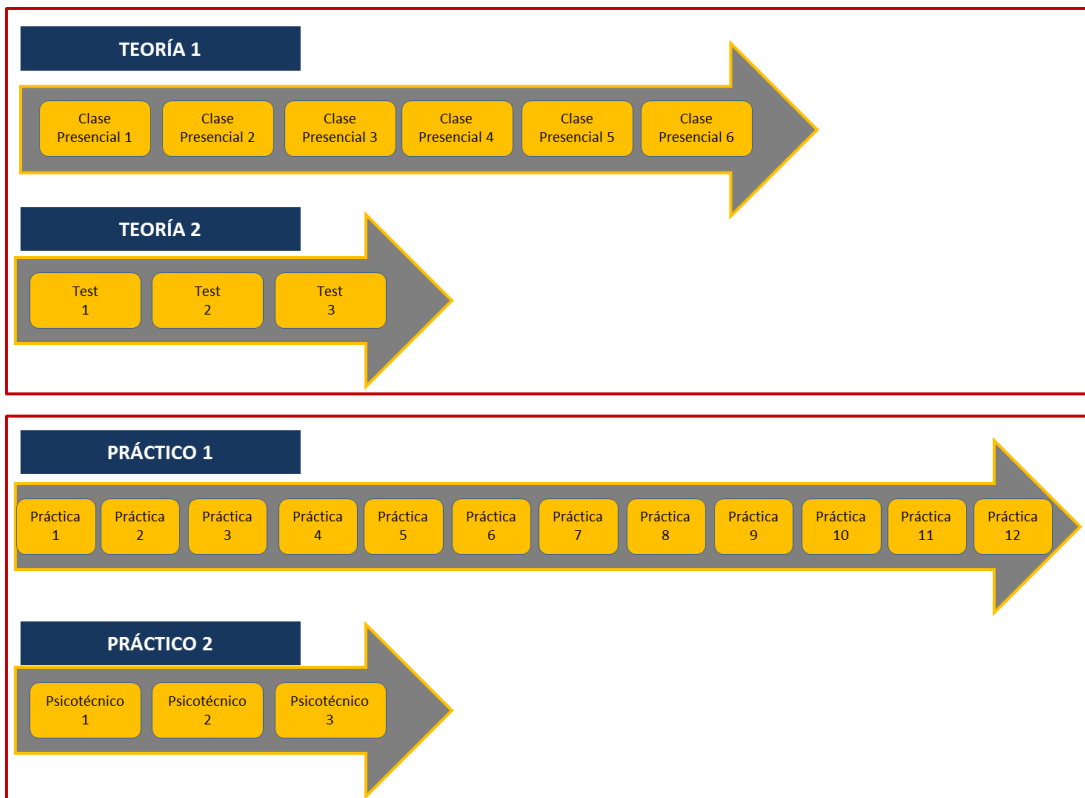 TEORÍA 1
Clase
Presencial 1
Clase
Presencial 2
Clase
Presencial 3
Clase
Presencial 4
Clase
Presencial 5
Clase
Presencial 6
TEORÍA 2
Test
1
Test
2
Test
3
PRÁCTICO 1
Práctica
1
Práctica
2
Práctica
3
Práctica
4
Práctica
5
Práctica
6
Práctica
7
Práctica
8
Práctica
9
Práctica
10
Práctica
11
Práctica
12
PRÁCTICO 2
Psicotécnico
1
Psicotécnico
2
Psicotécnico
3